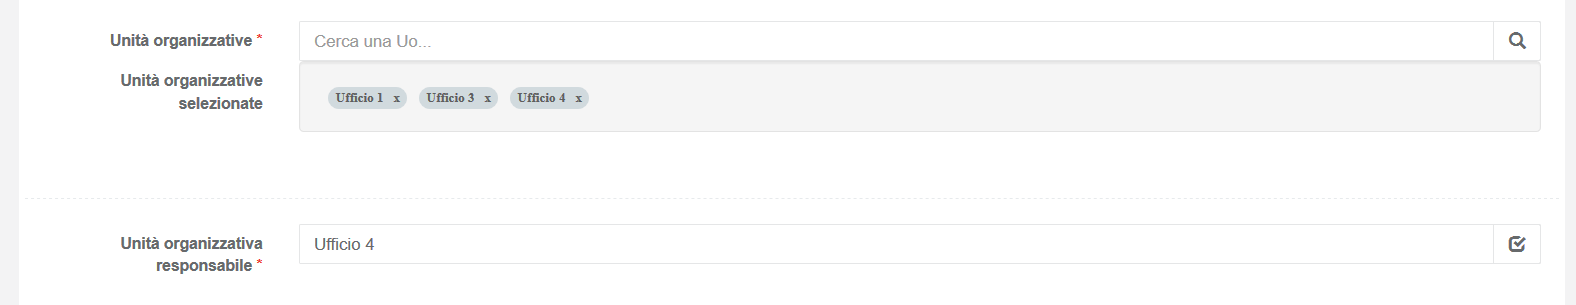 Unità organizzative *
Cerca una Uo...
Unità organizzative
selezionate
Ufficio 1 x Ufficio 3 x Ufficio 4 x
Unità organizzativa
responsabile *
Ufficio 4